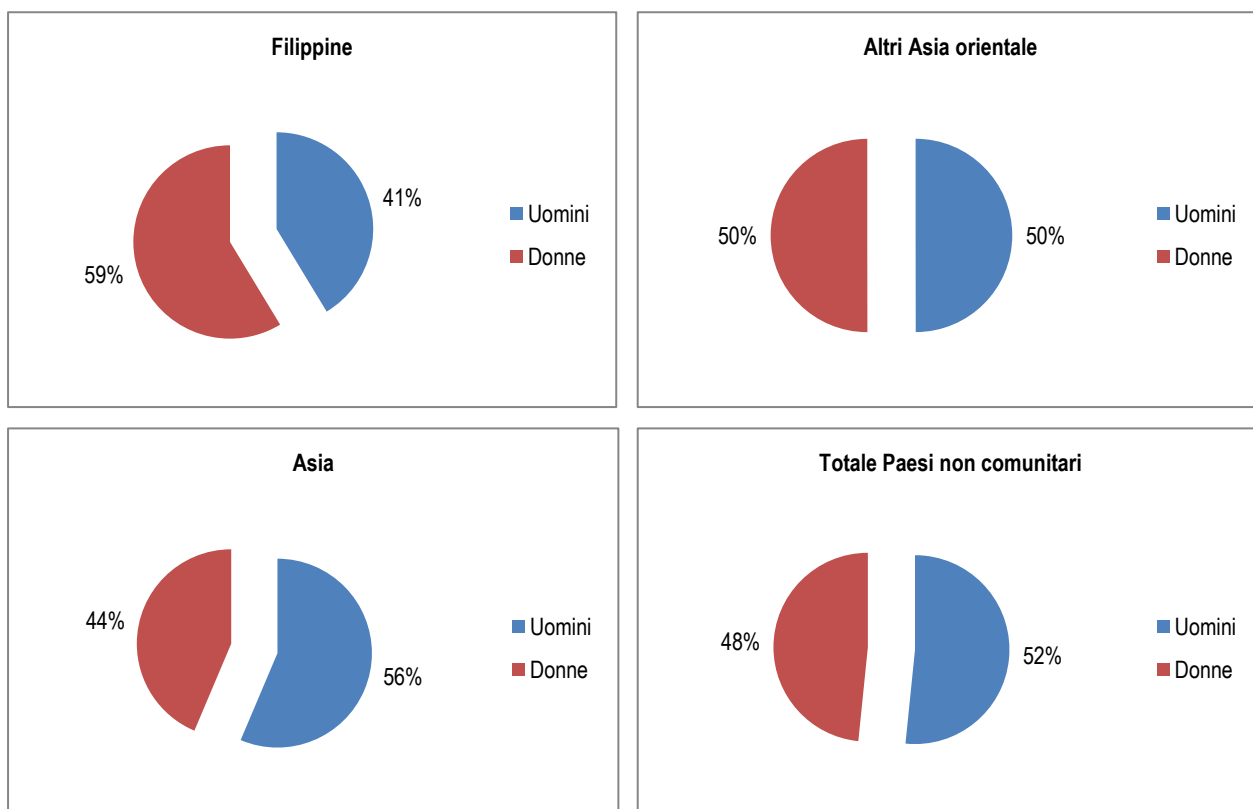 Filippine
41%
59%
Uomini
Donne
Altri Asia orientale
50%
50%
Uomini
Donne
Asia
44%
56%
Uomini
Donne
Totale Paesi non comunitari
48%
52%
Uomini
Donne